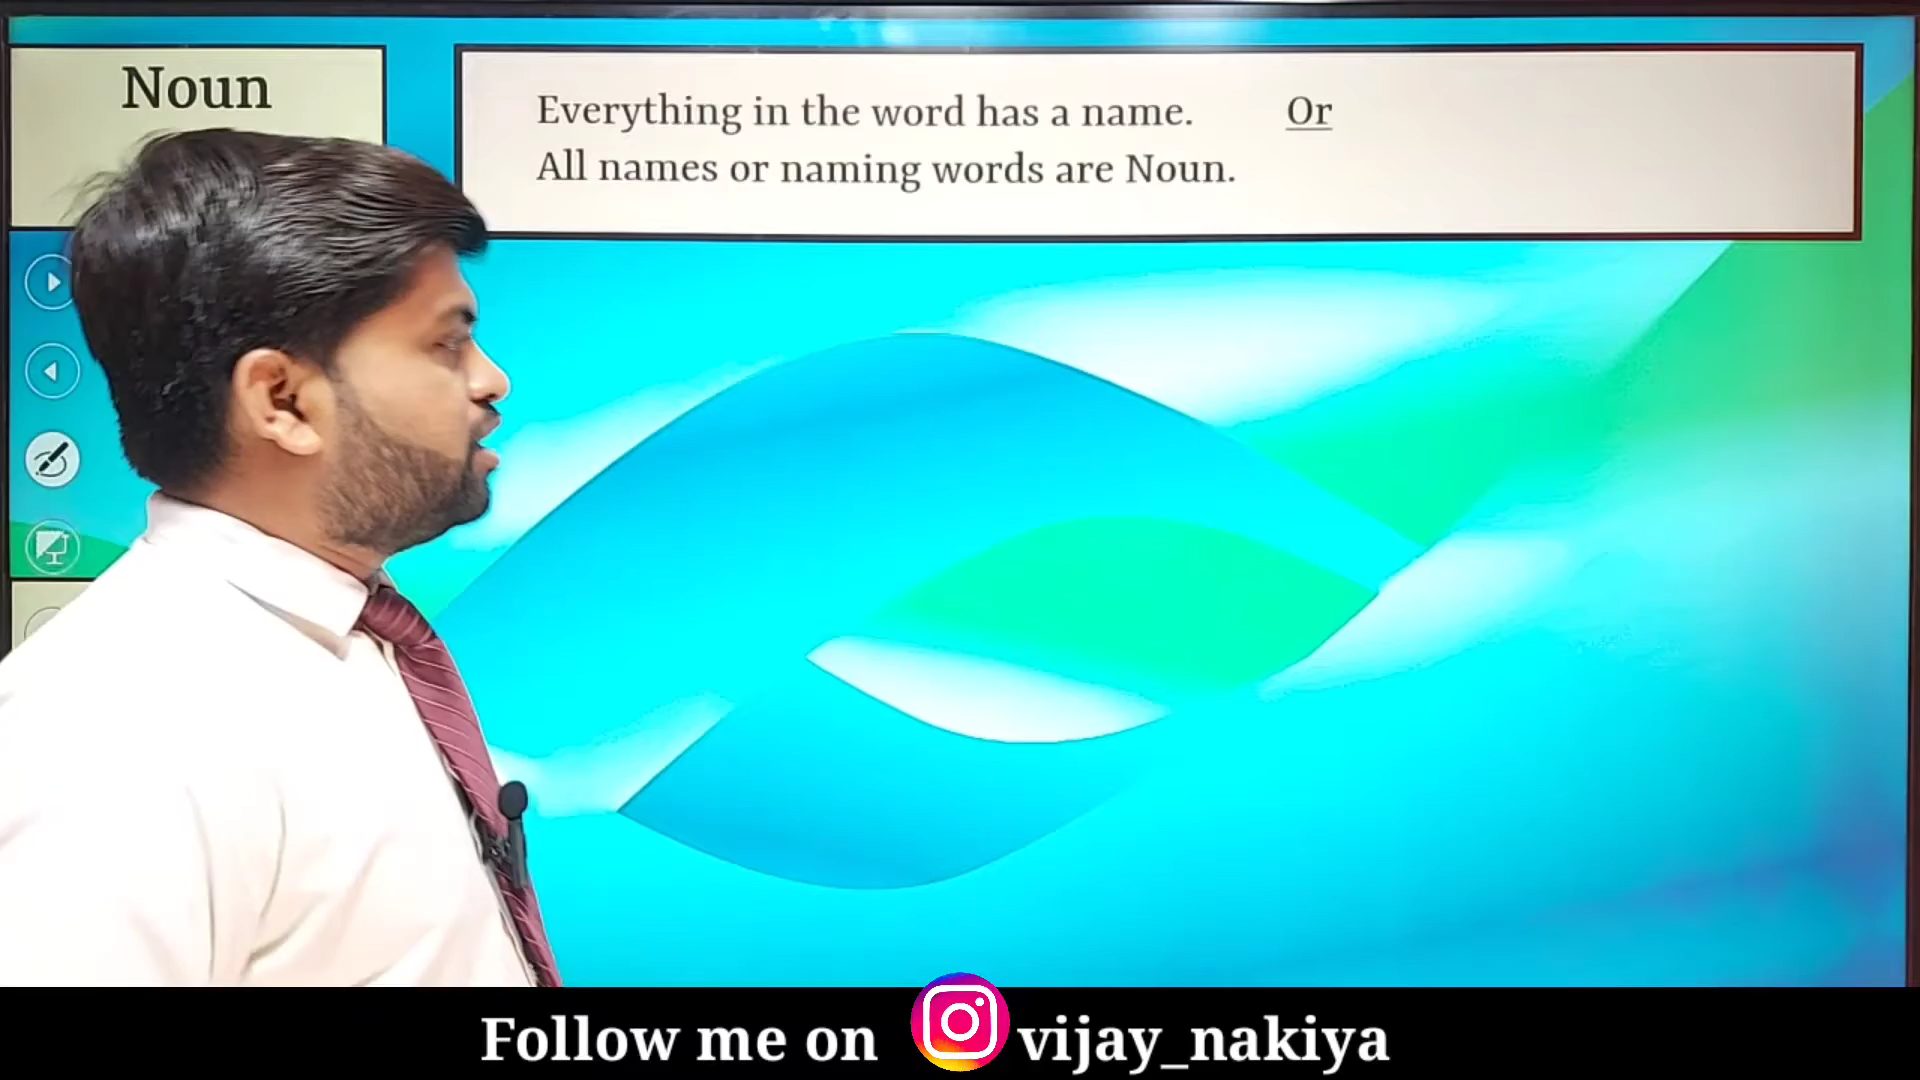 Noun
Everything in the word has a name. Or
All names or naming words are Noun.
Follow me on vijay_nakiya